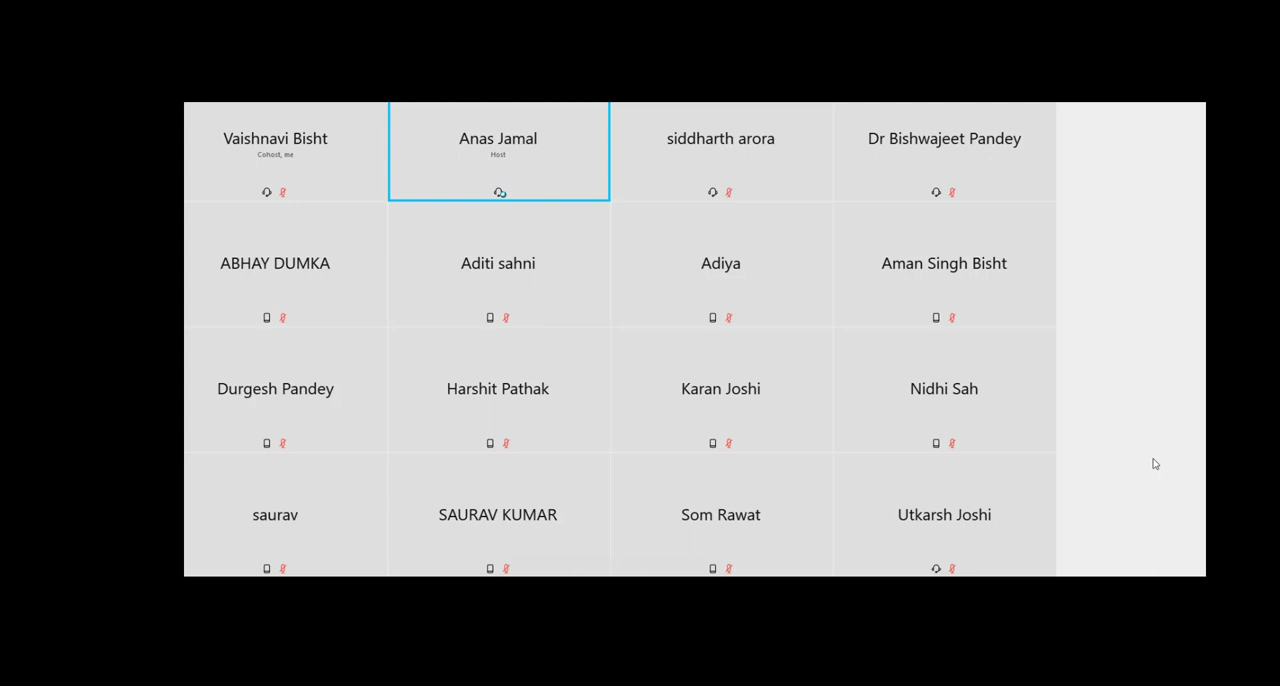 Vaishnavi Bisht
Cohost, me
Anas Jamal
Host
siddharth arora
Dr Bishwajeet Pandey
ABHAY DUMKA
Aditi sahni
Adiya
Aman Singh Bisht
Durgesh Pandey
Harshit Pathak
Karan Joshi
Nidhi Sah
saurav
SAURAV KUMAR
Som Rawat
Utkarsh Joshi